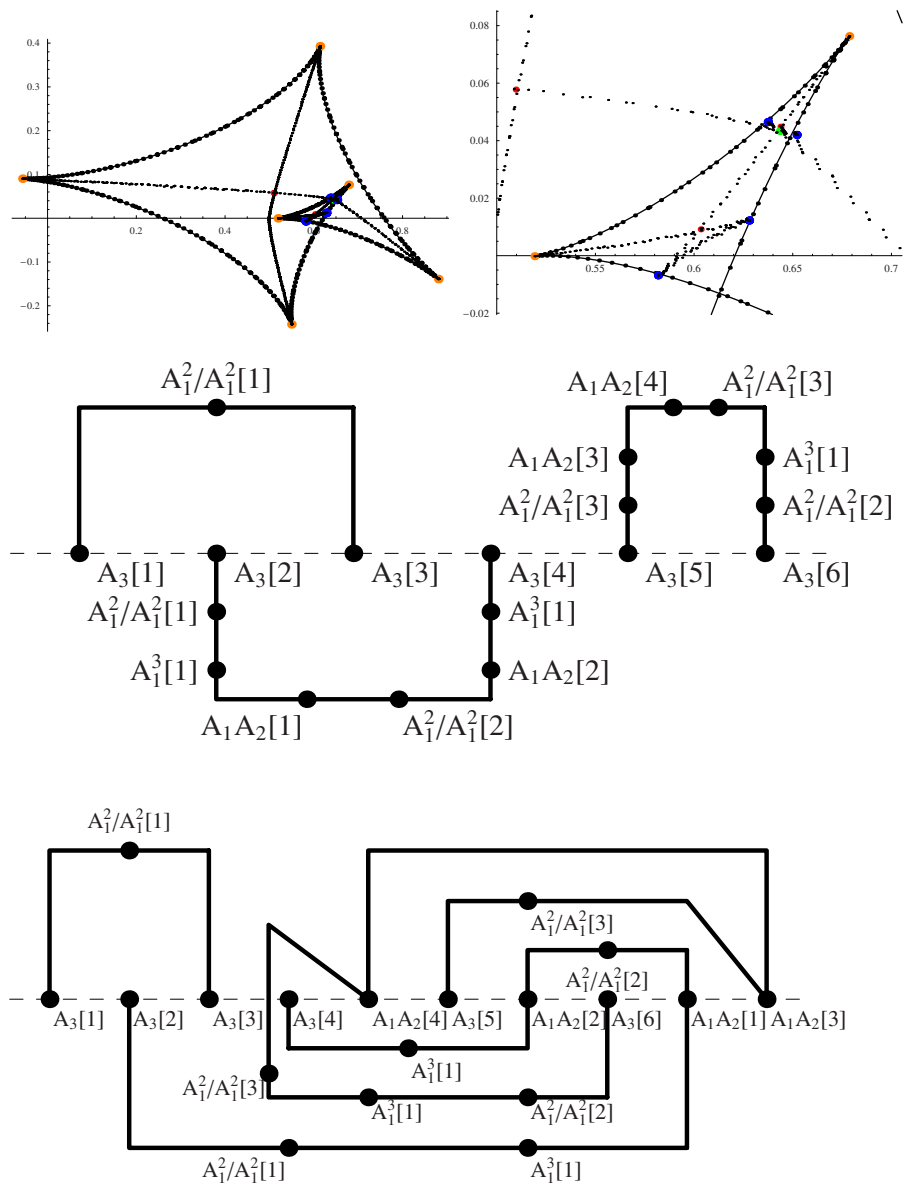 0.4
0.3
0.2
0.1
-0.1
-0.2
0.2 0.4 0.8
\
0.08
0.06
0.04
0.02
-0.02
0.55 0.6 0.65 0.7
A₁²/A₁²[1]
A₁A₂[4] A₁²/A₁²[3]
A₁A₂[3] A₁³[1]
A₁²/A₁²[3] A₁²/A₁²[2]
A₃[1] A₃[2] A₃[3] A₃[4] A₃[5] A₃[6]
A₁²/A₁²[1] A₁³[1]
A₁³[1] A₁A₂[2]
A₁A₂[1] A₁²/A₁²[2]
A₁²/A₁²[1]
A₁²/A₁²[3]
A₁²/A₁²[2]
A₃[1] A₃[2] A₃[3] A₃[4] A₁A₂[4] A₃[5] A₁A₂[2] A₃[6] A₁A₂[1] A₁A₂[3]
A₁³[1]
A₁²/A₁²[3]
A₁³[1] A₁²/A₁²[2]
A₁²/A₁²[1] A₁³[1]